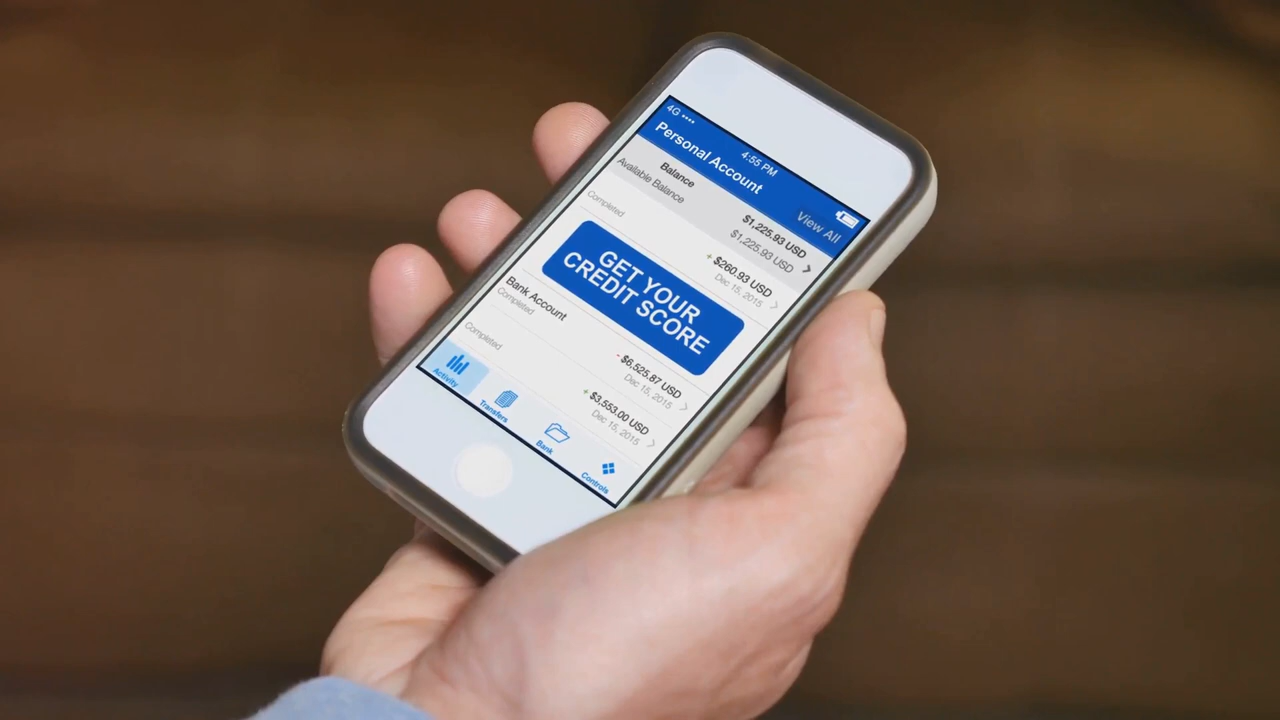 4G
4:55 PM
Personal Account
View All
Balance
$1,225.93 USD
Available Balance
$1,225.93 USD
+ $260.93 USD
Completed
Dec 15, 2015
GET YOUR
CREDIT SCORE
Bank Account
- $6,525.87 USD
Completed
Dec 15, 2015
+ $3,553.00 USD
Completed
Dec 15, 2015
Activity
Transfers
Bank
Controls